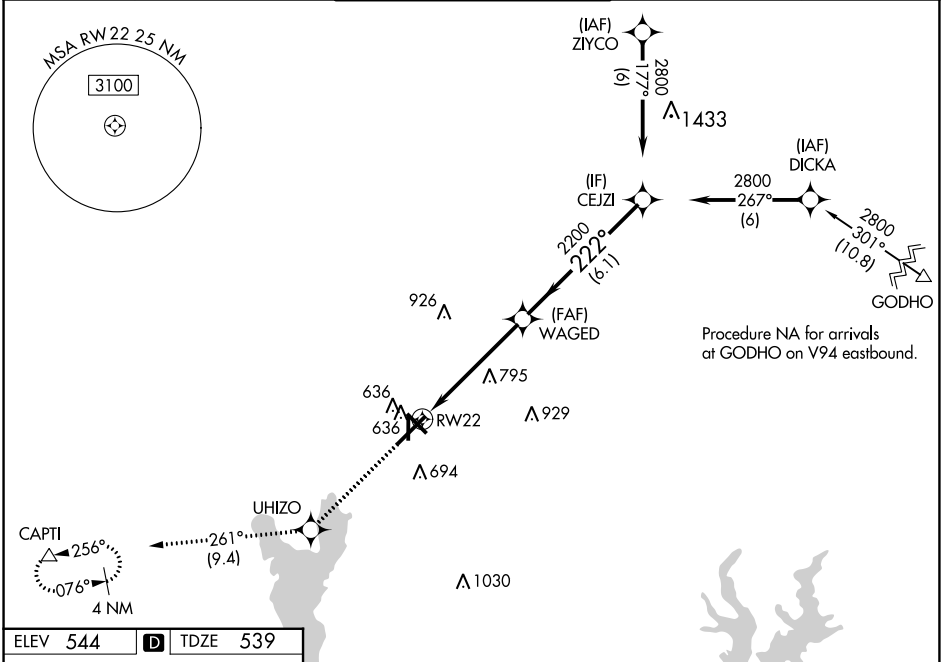 MSA RW 22 25 NM
3100
(IAF)
ZIYCO
2800
177°
(6)
1433
(IAF)
DICKA
2800
267°
(6)
(IF)
CEJZI
2800
301°
(10.8)
GODHO
2200
222°
(6.1)
926
(FAF)
WAGED
Procedure NA for arrivals
at GODHO on V94 eastbound.
795
636
636
RW22
929
694
UHIZO
CAPTI
256°
261°
(9.4)
076°
4 NM
1030
ELEV 544 D TDZE 539